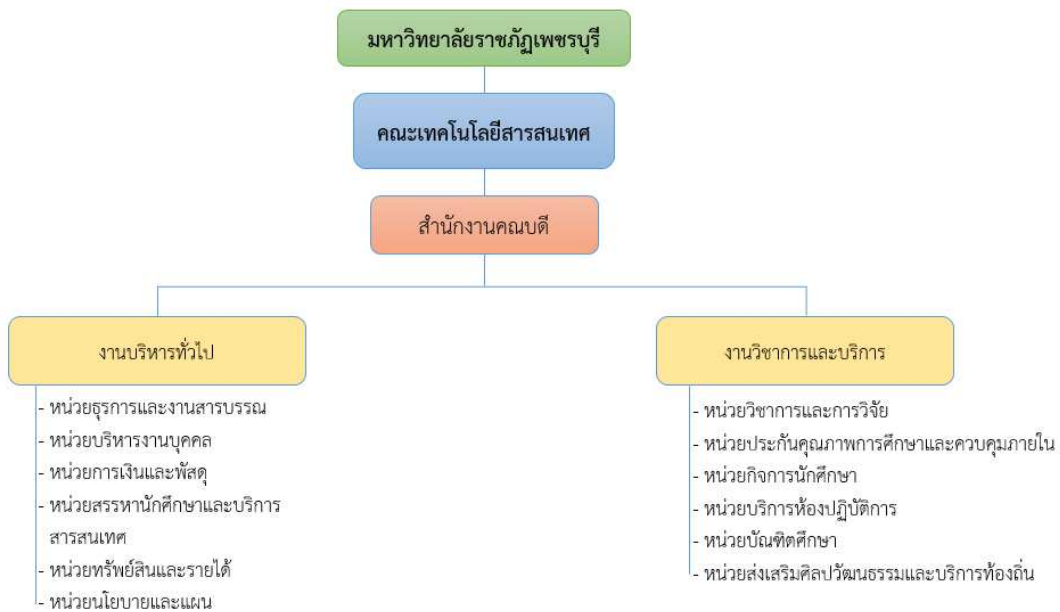 มหาวิทยาลัยราชภัฏเพชรบุรี
คณะเทคโนโลยีสารสนเทศ
สำนักงานคณบดี
งานบริหารทั่วไป
- หน่วยธุรการและงานสารบรรณ
- หน่วยบริหารงานบุคคล
- หน่วยการเงินและพัสดุ
- หน่วยสรรหานักศึกษาและบริการ
สารสนเทศ
- หน่วยทรัพย์สินและรายได้
- หน่วยนโยบายและแผน
งานวิชาการและบริการ
- หน่วยวิชาการและการวิจัย
- หน่วยประกันคุณภาพการศึกษาและควบคุมภายใน
- หน่วยกิจการนักศึกษา
- หน่วยบริการห้องปฏิบัติการ
- หน่วยบัณฑิตศึกษา
- หน่วยส่งเสริมศิลปวัฒนธรรมและบริการท้องถิ่น